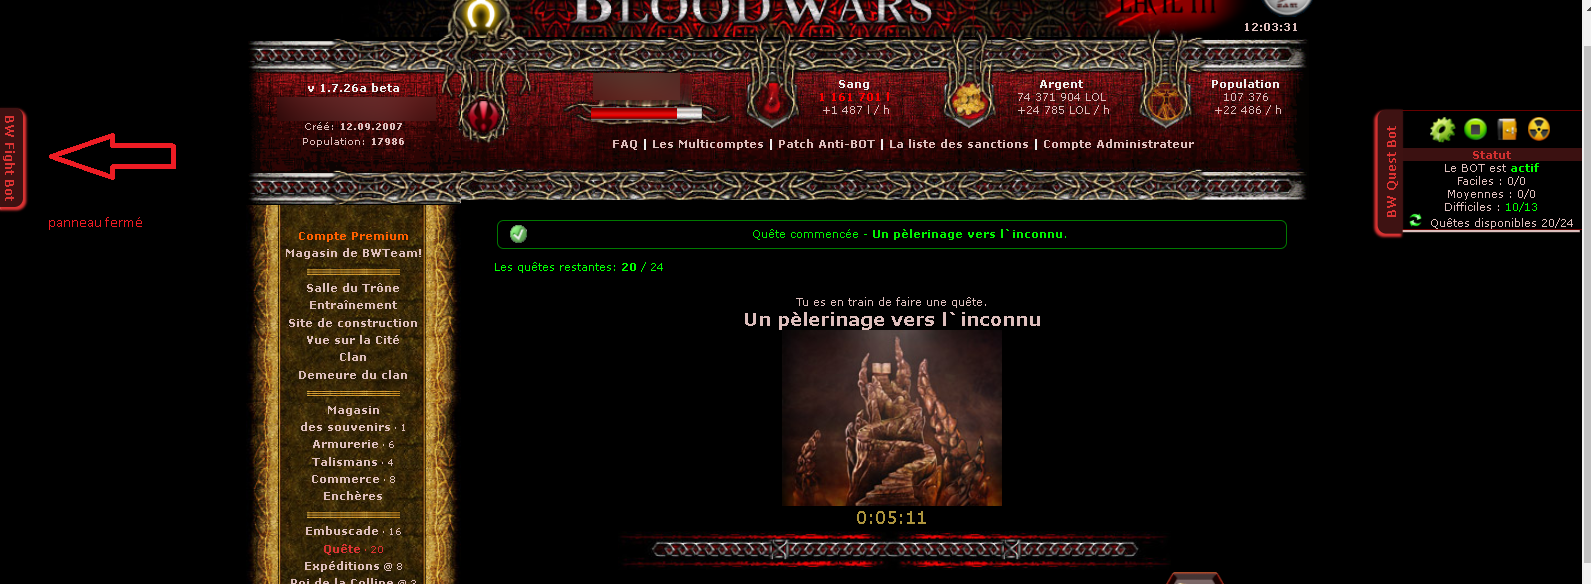 BLOODWARS
12:03:31
v 1.7.26a beta
Créé: 12.09.2007
Population: 17986
Sang
1 161 701 l
+1 487 l / h
Argent
74 371 904 LOL
+24 785 LOL / h
Population
107 376
+22 486 / h
FAQ | Les Multicomptes | Patch Anti-BOT | La liste des sanctions | Compte Administrateur
BW Fight Bot
panneau fermé
BW Quest Bot
Statut
Le BOT est actif
Faciles : 0/0
Moyennes : 0/0
Difficiles : 10/13
Quêtes disponibles 20/24
Compte Premium
Magasin de BWTeam!
Salle du Trône
Entraînement
Site de construction
Vue sur la Cité
Clan
Demeure du clan
Magasin
des souvenirs · 1
Armurerie · 6
Talismans · 4
Commerce · 8
Enchères
Embuscade · 16
Quête · 20
Expéditions @ 8
Roi de la Colline @
Quête commencée - Un pèlerinage vers l`inconnu.
Les quêtes restantes: 20 / 24
Tu es en train de faire une quête.
Un pèlerinage vers l`inconnu
0:05:11